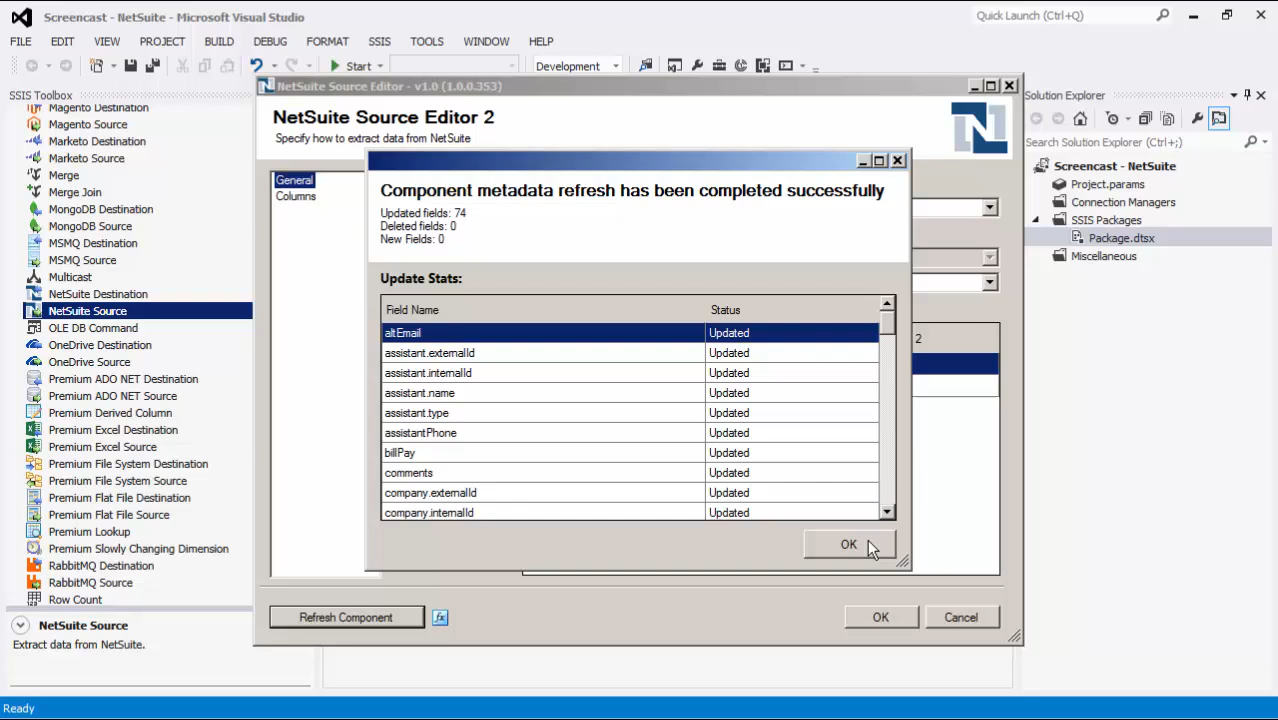 Screencast - NetSuite - Microsoft Visual Studio
Quick Launch (Ctrl+Q)
FILE EDIT VIEW PROJECT BUILD DEBUG FORMAT SSIS TOOLS WINDOW HELP
Start
Development
SSIS Toolbox
Magento Destination
Magento Source
Marketo Destination
Marketo Source
Merge
Merge Join
MongoDB Destination
MongoDB Source
MSMQ Destination
MSMQ Source
Multicast
NetSuite Destination
NetSuite Source
OLE DB Command
OneDrive Destination
OneDrive Source
Premium ADO NET Destination
Premium ADO NET Source
Premium Derived Column
Premium Excel Destination
Premium Excel Source
Premium File System Destination
Premium File System Source
Premium Flat File Destination
Premium Flat File Source
Premium Lookup
Premium Slowly Changing Dimension
RabbitMQ Destination
RabbitMQ Source
Row Count
NetSuite Source
Extract data from NetSuite.
Ready
NetSuite Source Editor - v1.0 (1.0.0.353)
NetSuite Source Editor 2
Specify how to extract data from NetSuite
General
Columns
2
Component metadata refresh has been completed successfully
Updated fields: 74
Deleted fields: 0
New Fields: 0
Update Stats:
Field Name Status
altEmail Updated
assistant.externalId Updated
assistant.internalId Updated
assistant.name Updated
assistant.type Updated
assistantPhone Updated
billPay Updated
comments Updated
company.externalId Updated
company.internalId Updated
OK
Refresh Component
fx
OK
Cancel
Solution Explorer
Search Solution Explorer (Ctrl+;)
Screencast - NetSuite
Project.params
Connection Managers
SSIS Packages
Package.dtsx
Miscellaneous